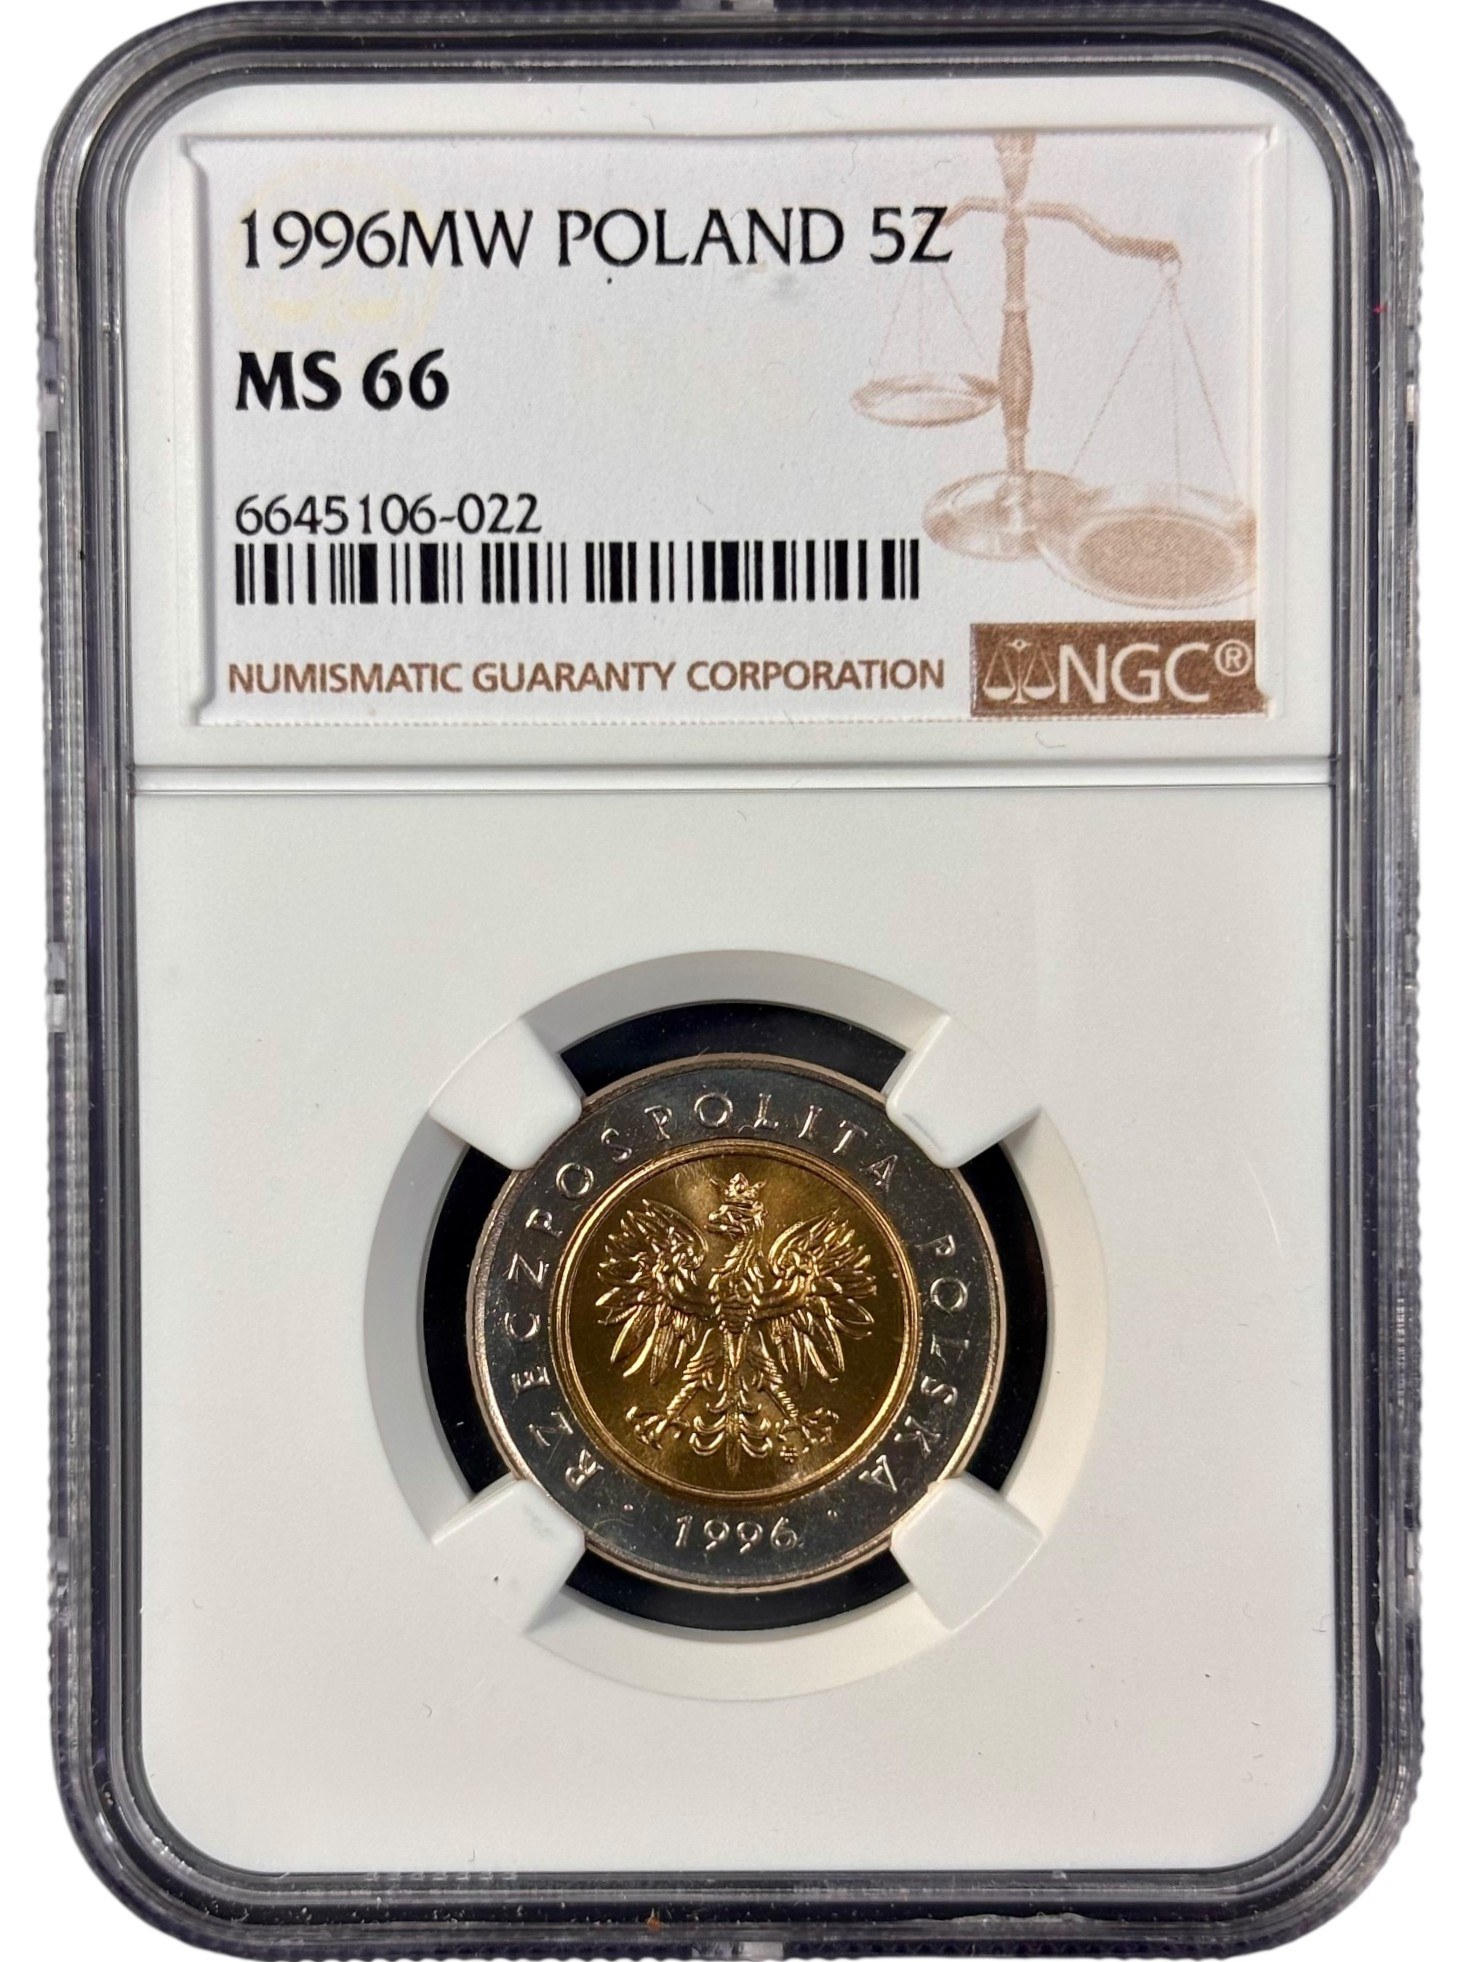 1996MW POLAND 5Z
MS 66
6645106-022
NUMISMATIC GUARANTY CORPORATION
NGC®
RZECZPOSPOLITA POLSKA
· 1996 ·